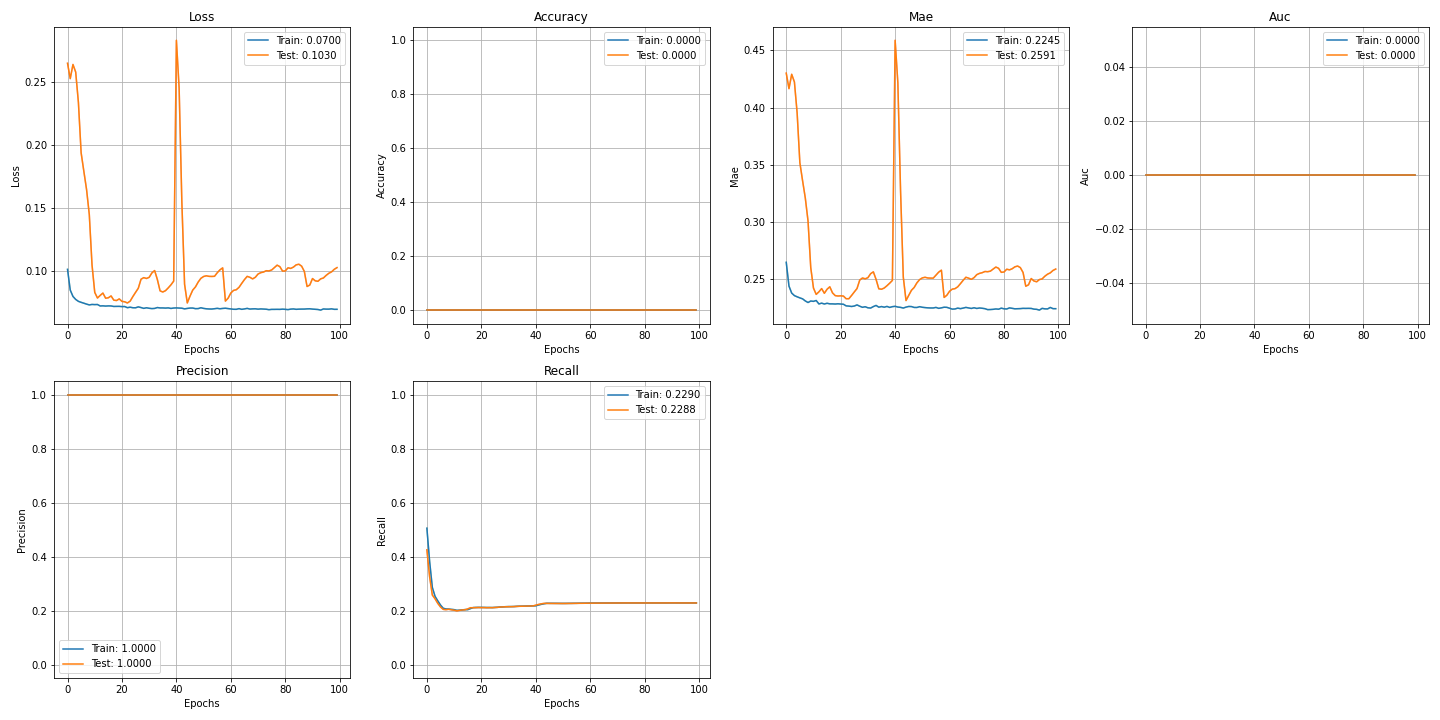 Loss
Train: 0.0700
Test: 0.1030
0.25
0.20
0.15
0.10
Loss
0 20 40 60 80 100
Epochs
Accuracy
Train: 0.0000
Test: 0.0000
1.0
0.8
0.6
0.4
0.2
0.0
Accuracy
0 20 40 60 80 100
Epochs
Mae
Train: 0.2245
Test: 0.2591
0.45
0.40
0.35
0.30
0.25
Mae
0 20 40 60 80 100
Epochs
Auc
Train: 0.0000
Test: 0.0000
0.04
0.02
0.00
−0.02
−0.04
Auc
0 20 40 60 80 100
Epochs
Precision
1.0
0.8
0.6
0.4
0.2
0.0
Precision
Train: 1.0000
Test: 1.0000
0 20 40 60 80 100
Epochs
Recall
Train: 0.2290
Test: 0.2288
1.0
0.8
0.6
0.4
0.2
0.0
Recall
0 20 40 60 80 100
Epochs